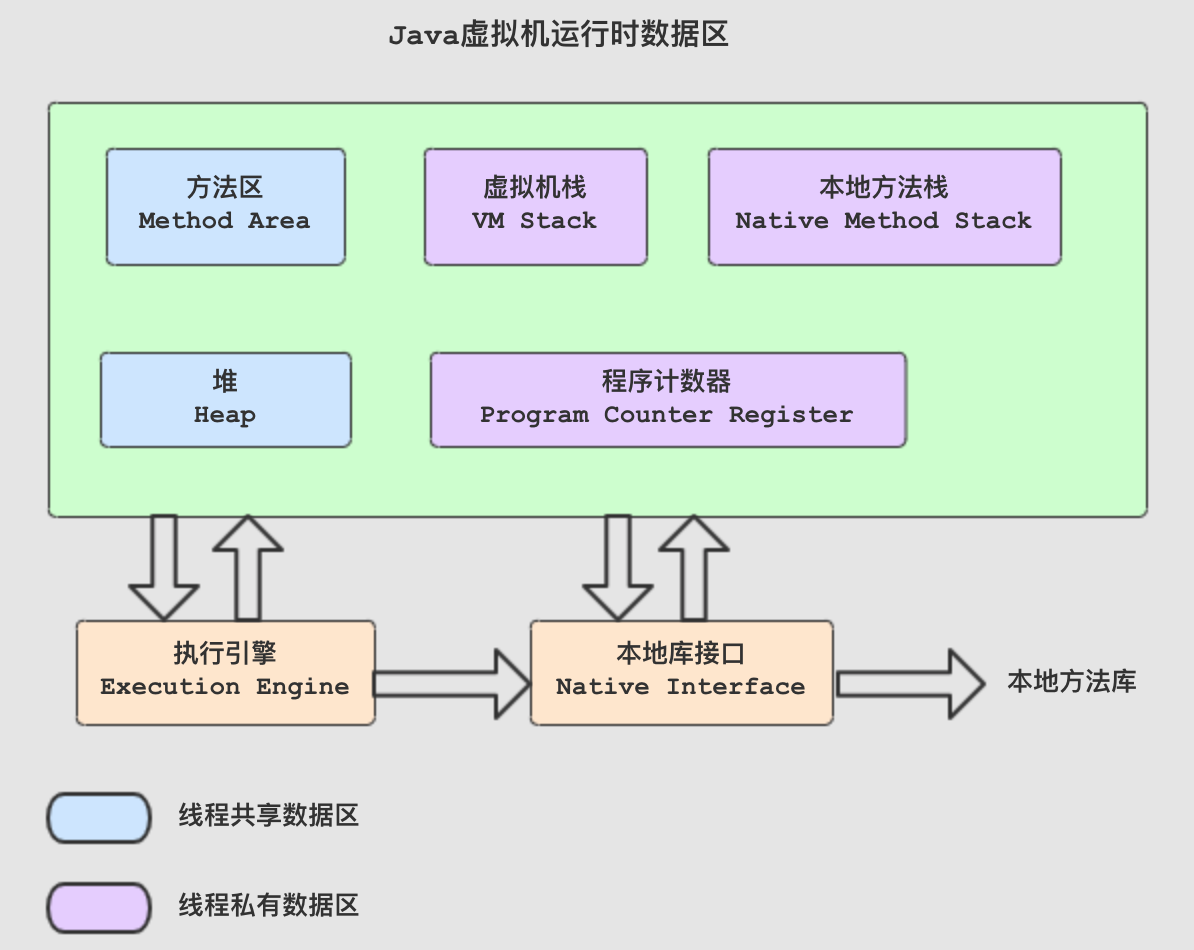 Java虚拟机运行时数据区
方法区
Method Area
虚拟机栈
VM Stack
本地方法栈
Native Method Stack
堆
Heap
程序计数器
Program Counter Register
执行引擎
Execution Engine
本地库接口
Native Interface
本地方法库
线程共享数据区
线程私有数据区